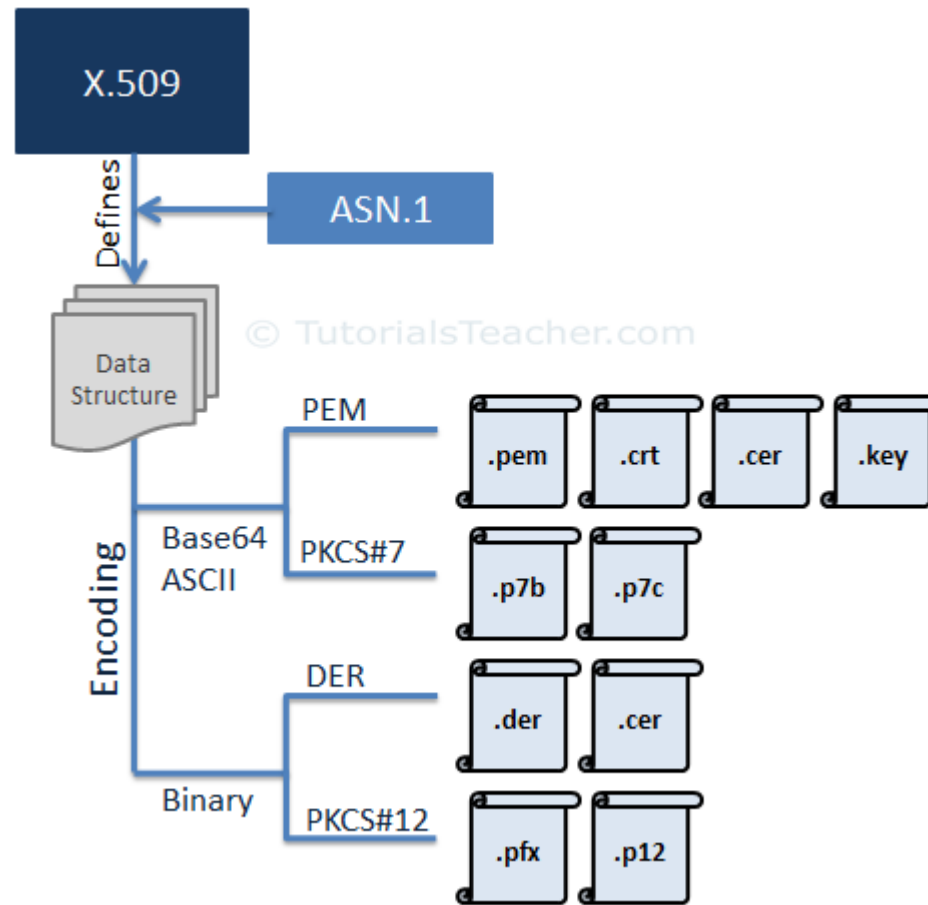 X.509
Defines
ASN.1
© TutorialsTeacher.com
Data
Structure
Encoding
Base64
ASCII
PEM
.pem
.crt
.cer
.key
PKCS#7
.p7b
.p7c
Binary
DER
.der
.cer
PKCS#12
.pfx
.p12